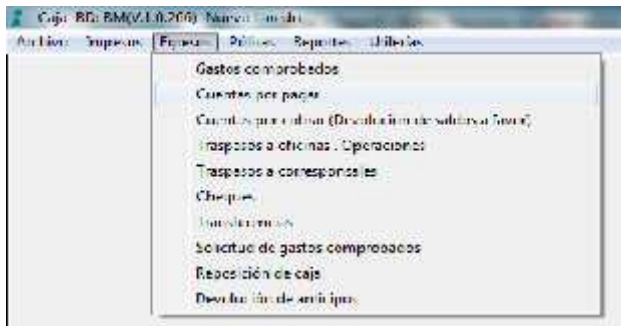 Caja BD: BM(V.1.0.266) Nuevo Laredo
Archivo Ingresos Egresos Pólizas Reportes Utilerías
Gastos comprobados
Cuentas por pagar
Cuentas por cobrar (Devolución de saldos a favor)
Traspasos a oficinas . Operaciones
Traspasos a corresponsales
Cheques
Transferencias
Solicitud de gastos comprobados
Reposición de caja
Devolución de anticipos